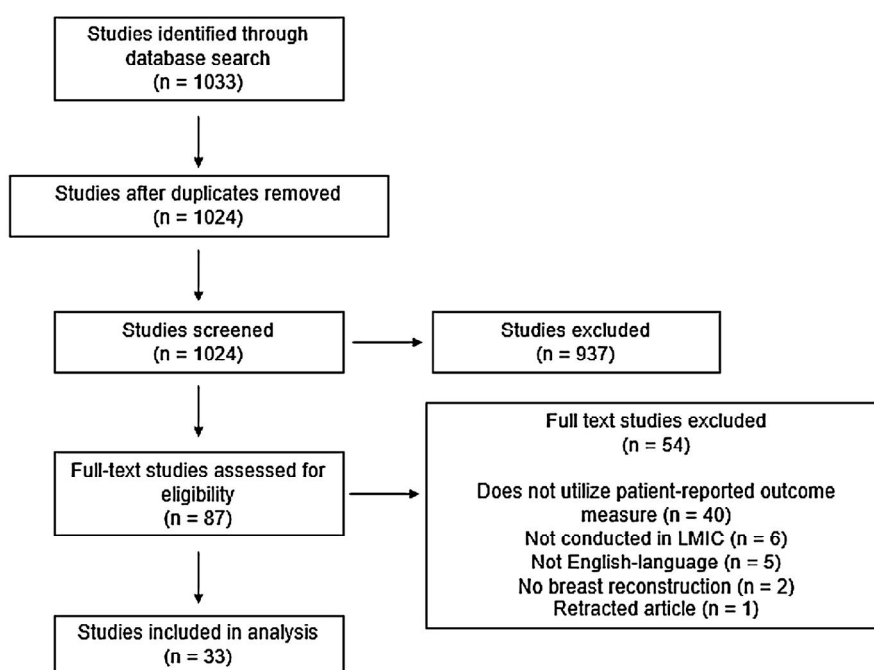 Studies identified through
database search
(n = 1033)
Studies after duplicates removed
(n = 1024)
Studies screened
(n = 1024)
Studies excluded
(n = 937)
Full-text studies assessed for
eligibility
(n = 87)
Full text studies excluded
(n = 54)
Does not utilize patient-reported outcome
measure (n = 40)
Not conducted in LMIC (n = 6)
Not English-language (n = 5)
No breast reconstruction (n = 2)
Retracted article (n = 1)
Studies included in analysis
(n = 33)